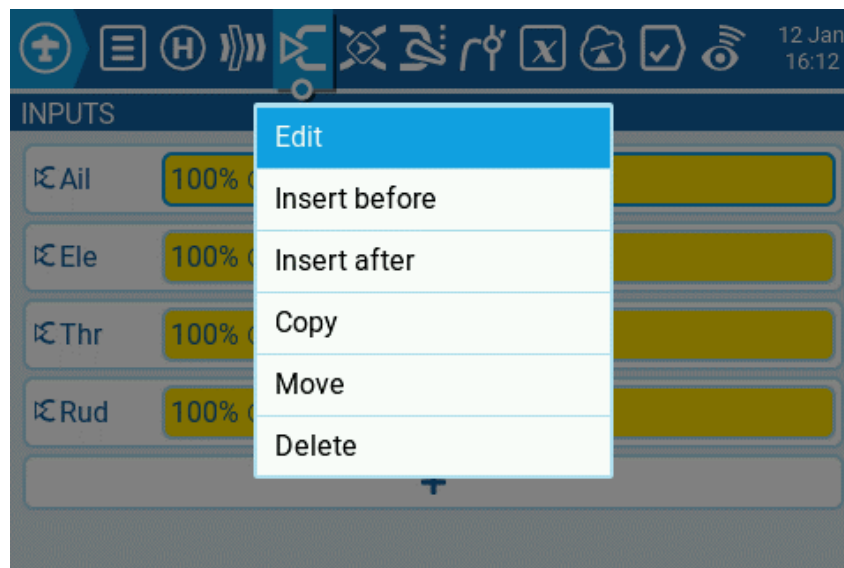 12 Jan
16:12
INPUTS
Edit
Ail 100%
Insert before
Ele 100%
Insert after
Copy
Thr 100%
Move
Rud 100%
Delete
+